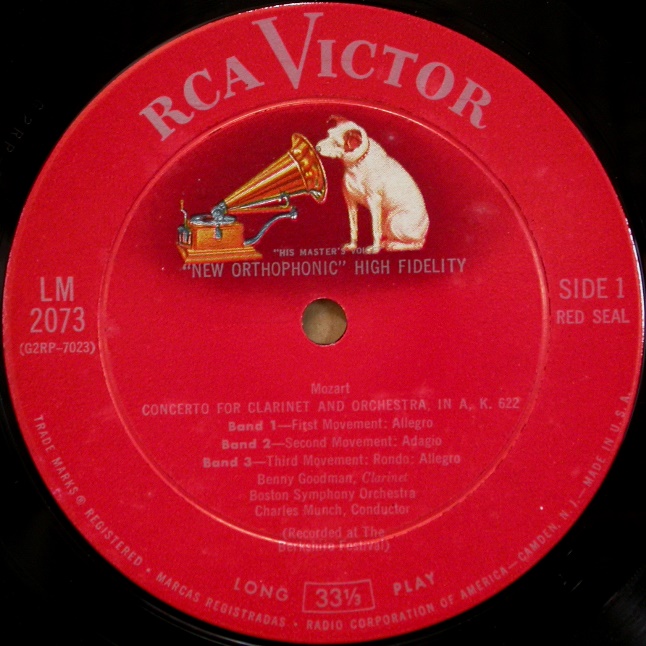 RCA VICTOR
"HIS MASTER'S VOICE"
"NEW ORTHOPHONIC" HIGH FIDELITY
LM
2073
(G2RP-7023)
SIDE 1
RED SEAL
Mozart
CONCERTO FOR CLARINET AND ORCHESTRA, IN A, K. 622
Band 1—First Movement: Allegro
Band 2—Second Movement: Adagio
Band 3—Third Movement: Rondo: Allegro
Benny Goodman, Clarinet
Boston Symphony Orchestra
Charles Munch, Conductor
(Recorded at The
Berkshire Festival)
LONG 33⅓ PLAY
TRADE MARKS ® REGISTERED • MARCAS REGISTRADAS • RADIO CORPORATION OF AMERICA—CAMDEN, N. J.—MADE IN U. S. A.